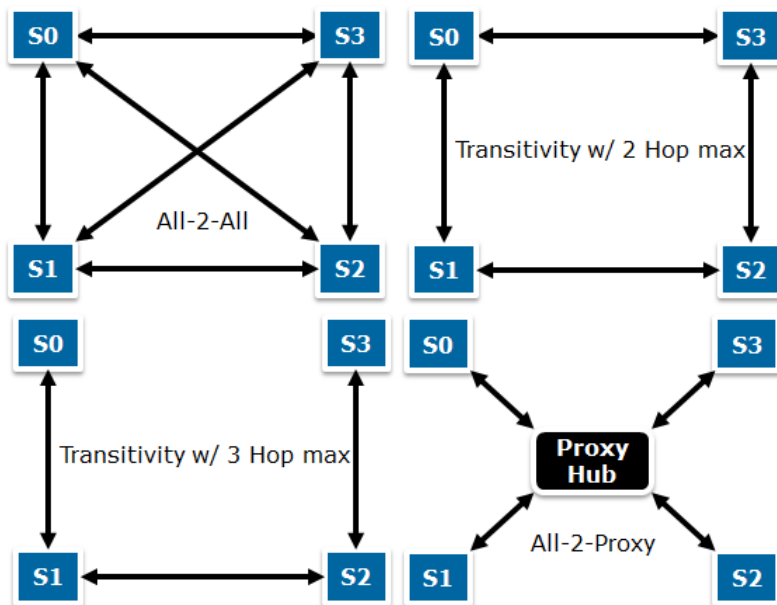 S0
S3
All-2-All
S1
S2
S0
S3
Transitivity w/ 2 Hop max
S1
S2
S0
S3
Transitivity w/ 3 Hop max
S1
S2
S0
S3
Proxy
Hub
All-2-Proxy
S1
S2